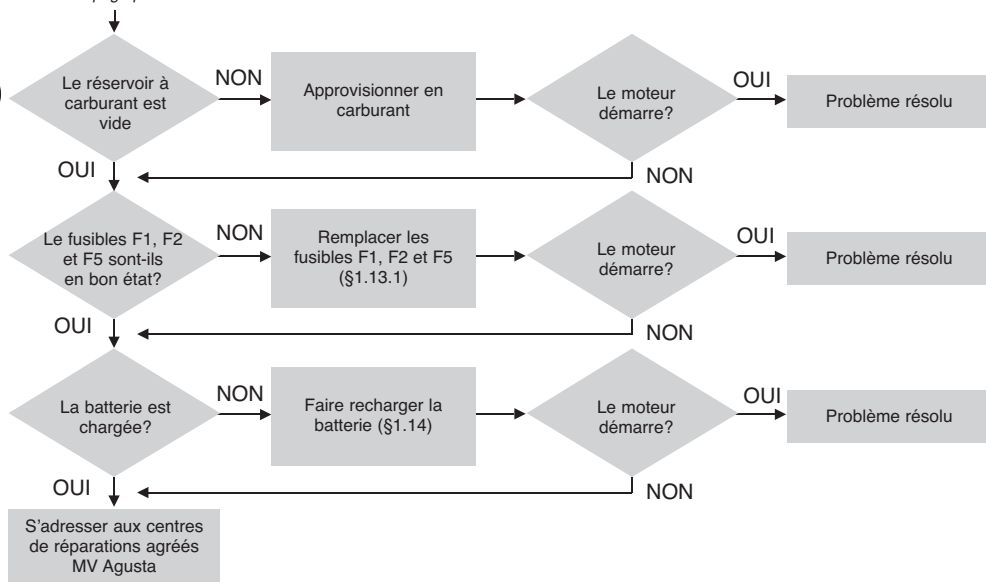 Le réservoir à
carburant est
vide
NON
Approvisionner en
carburant
Le moteur
démarre?
OUI
Problème résolu
OUI
NON
Le fusibles F1, F2
et F5 sont-ils
en bon état?
NON
Remplacer les
fusibles F1, F2 et F5
(§1.13.1)
Le moteur
démarre?
OUI
Problème résolu
OUI
NON
La batterie est
chargée?
NON
Faire recharger la
batterie (§1.14)
Le moteur
démarre?
OUI
Problème résolu
OUI
NON
S'adresser aux centres
de réparations agréés
MV Agusta